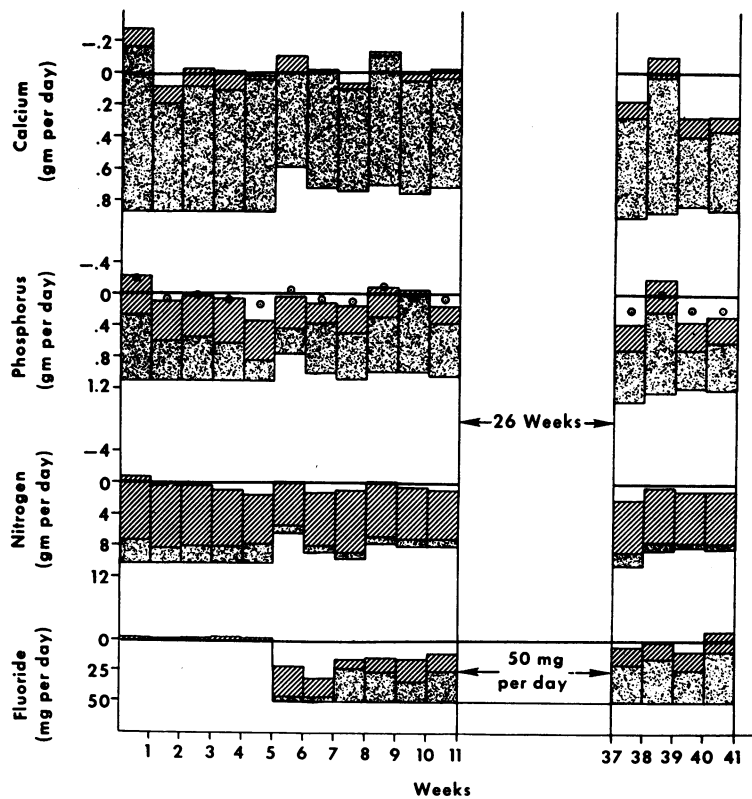 Calcium
(gm per day)
−.2
0
.2
.4
.6
.8
Phosphorus
(gm per day)
−.4
0
.4
.8
1.2
26 Weeks
Nitrogen
(gm per day)
−4
0
4
8
12
Fluoride
(mg per day)
0
25
50
50 mg
per day
1 2 3 4 5 6 7 8 9 10 11 37 38 39 40 41
Weeks